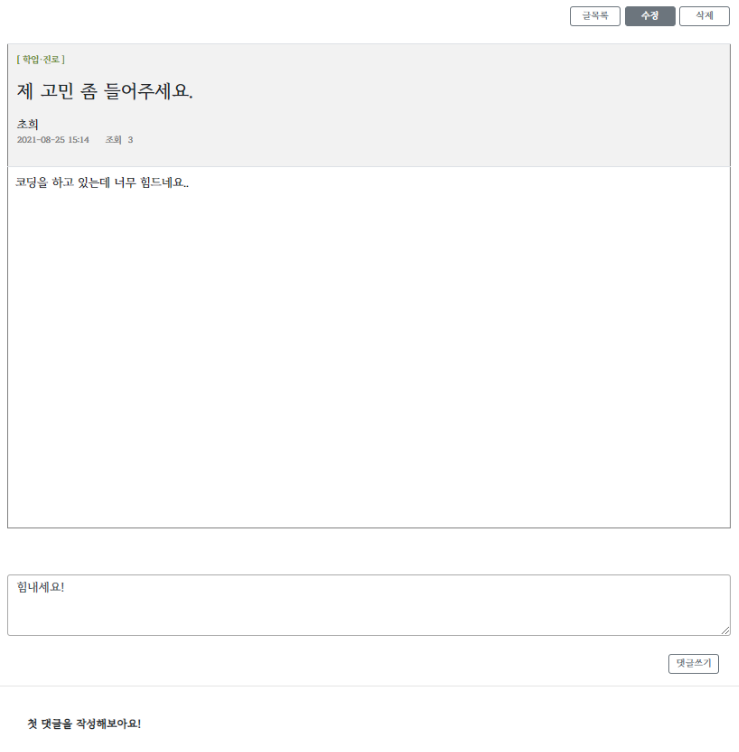 글목록 수정 삭제
[ 학업·진로 ]
제 고민 좀 들어주세요.
초희
2021-08-25 15:14 조회 3
코딩을 하고 있는데 너무 힘드네요..
힘내세요!
댓글쓰기
첫 댓글을 작성해보아요!